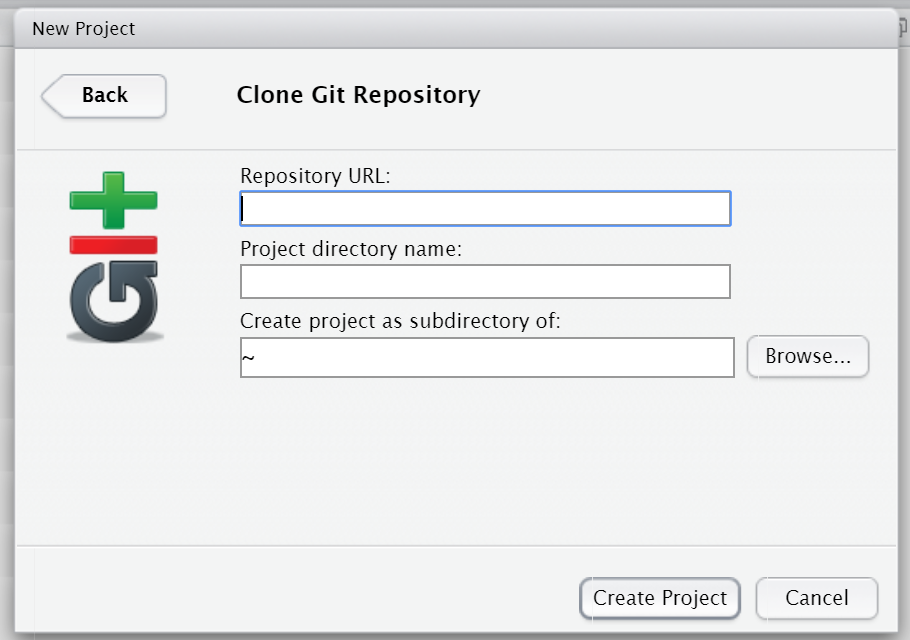 New Project
Back
Clone Git Repository
Repository URL:
Project directory name:
Create project as subdirectory of:
~
Browse...
git
Create Project
Cancel